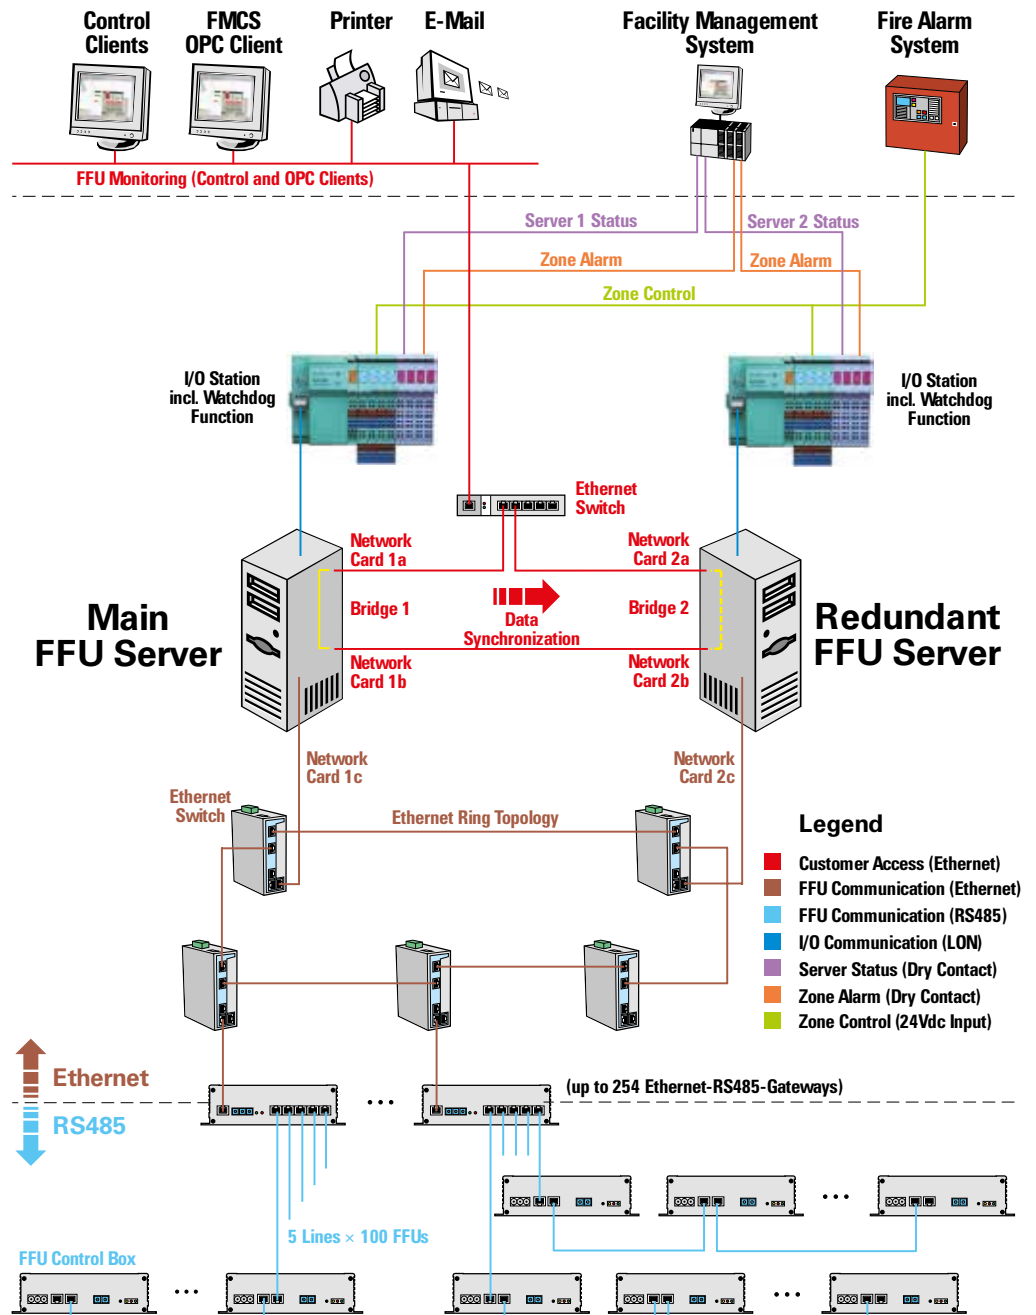 Control
Clients
FMCS
OPC Client
Printer
E-Mail
Facility Management
System
Fire Alarm
System
FFU Monitoring (Control and OPC Clients)
Server 1 Status
Server 2 Status
Zone Alarm
Zone Alarm
Zone Control
I/O Station
incl. Watchdog
Function
I/O Station
incl. Watchdog
Function
Ethernet
Switch
Network
Card 1a
Network
Card 2a
Main
FFU Server
Bridge 1
Data
Synchronization
Bridge 2
Redundant
FFU Server
Network
Card 1b
Network
Card 2b
Network
Card 1c
Network
Card 2c
Ethernet
Switch
Ethernet Ring Topology
Legend
Customer Access (Ethernet)
FFU Communication (Ethernet)
FFU Communication (RS485)
I/O Communication (LON)
Server Status (Dry Contact)
Zone Alarm (Dry Contact)
Zone Control (24Vdc Input)
Ethernet
RS485
(up to 254 Ethernet-RS485-Gateways)
5 Lines × 100 FFUs
FFU Control Box